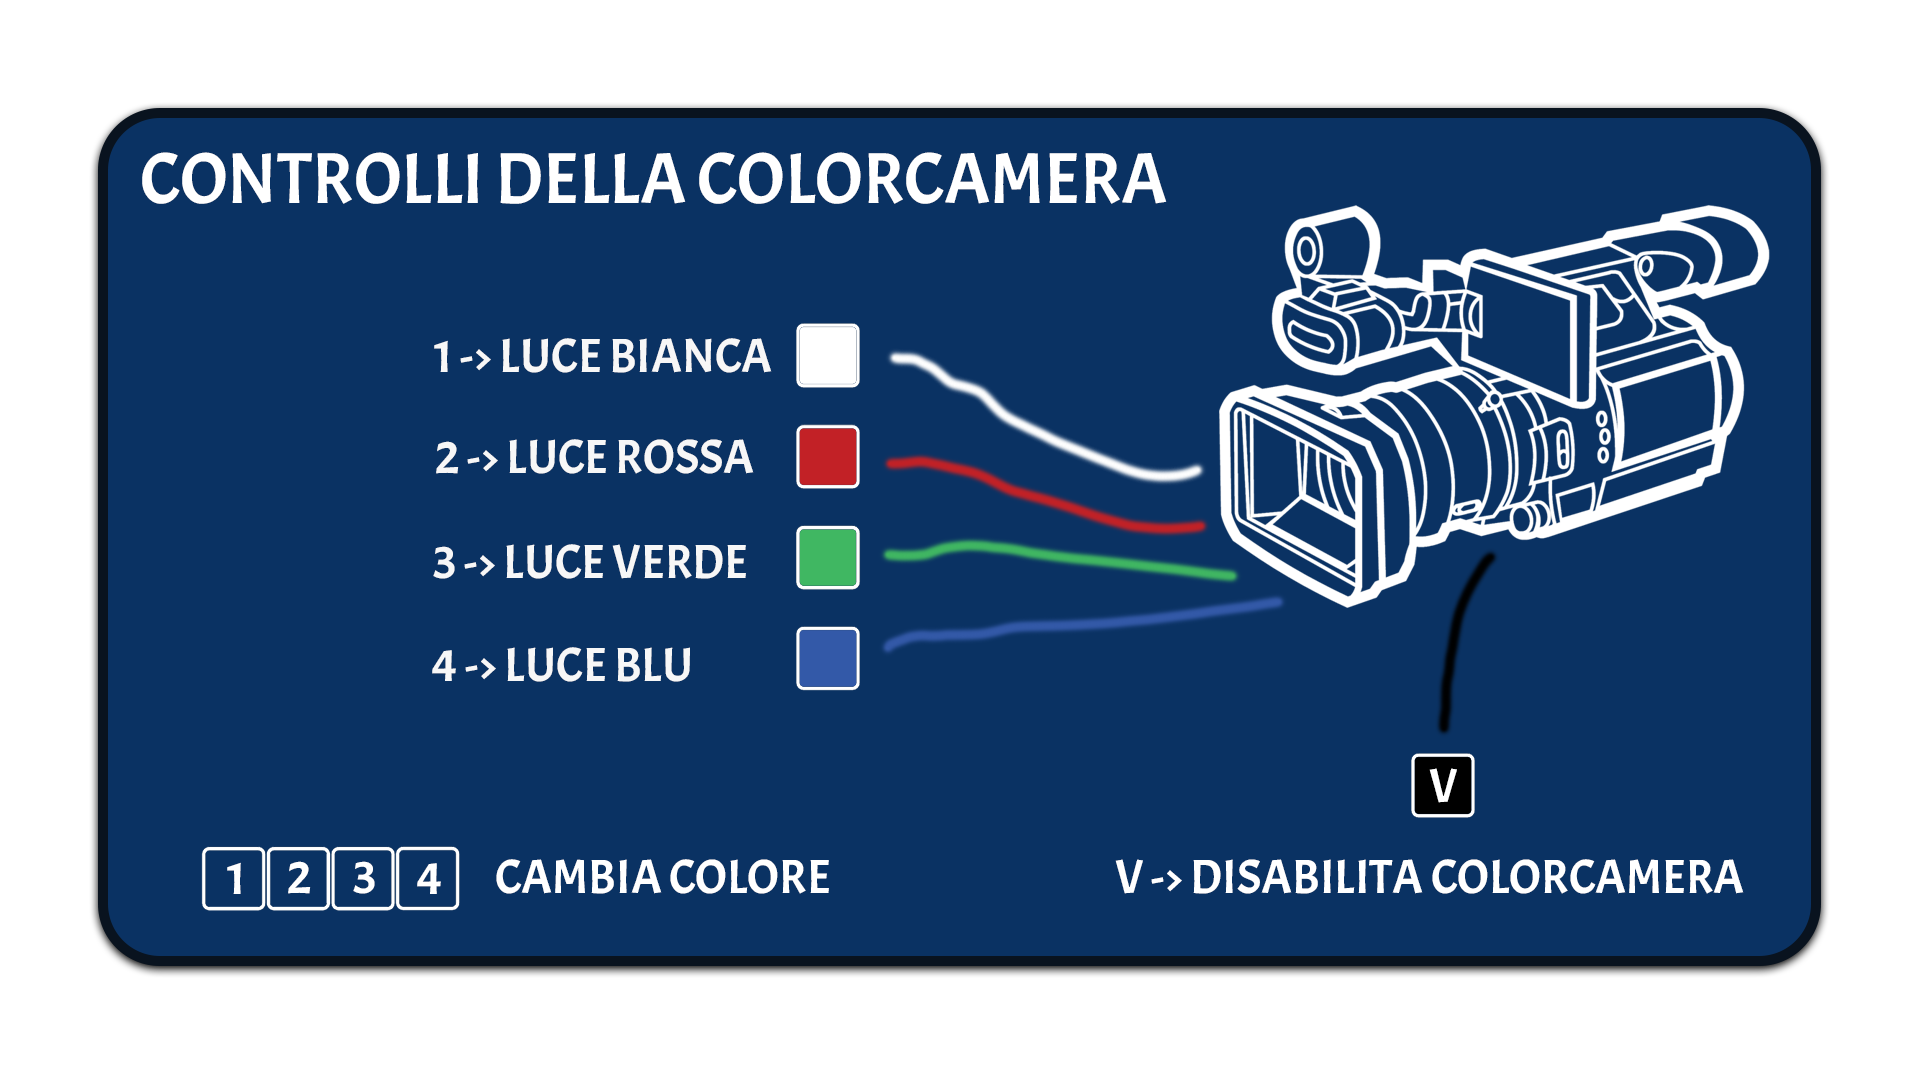 CONTROLLI DELLA COLORCAMERA
1 -> LUCE BIANCA
2 -> LUCE ROSSA
3 -> LUCE VERDE
4 -> LUCE BLU
V
1 2 3 4 CAMBIA COLORE
V -> DISABILITA COLORCAMERA